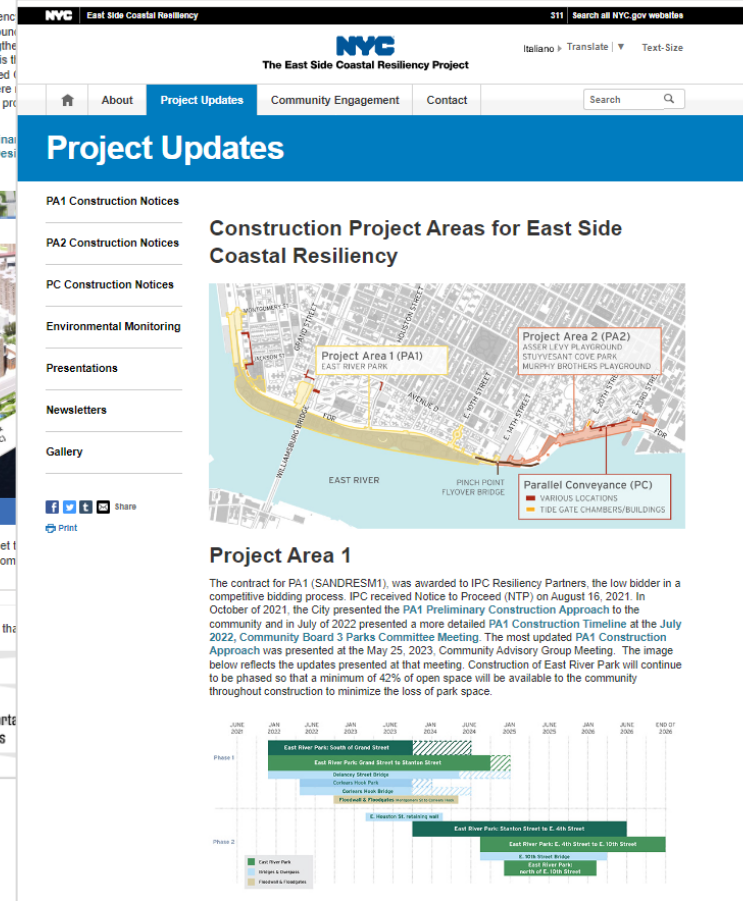 NYC East Side Coastal Resiliency 311 Search all NYC.gov websites
NYC
The East Side Coastal Resiliency Project
Italiano Translate ▼ Text-Size
About Project Updates Community Engagement Contact Search
Project Updates
PA1 Construction Notices
PA2 Construction Notices
PC Construction Notices
Environmental Monitoring
Presentations
Newsletters
Gallery
Share
Print
Construction Project Areas for East Side
Coastal Resiliency
MONTGOMERY ST
GRAND STREET
HOUSTON STREET
JACKSON ST
Project Area 1 (PA1)
EAST RIVER PARK
Project Area 2 (PA2)
ASSER LEVY PLAYGROUND
STUYVESANT COVE PARK
MURPHY BROTHERS PLAYGROUND
AVENUE D
E. 10TH STREET
E. 14TH STREET
E. 20TH STREET
E. 23RD STREET
FDR
FDR
WILLIAMSBURG BRIDGE
EAST RIVER
PINCH POINT
FLYOVER BRIDGE
Parallel Conveyance (PC)
VARIOUS LOCATIONS
TIDE GATE CHAMBERS/BUILDINGS
Project Area 1
The contract for PA1 (SANDRESM1), was awarded to IPC Resiliency Partners, the low bidder in a
competitive bidding process. IPC received Notice to Proceed (NTP) on August 16, 2021. In
October of 2021, the City presented the PA1 Preliminary Construction Approach to the
community and in July of 2022 presented a more detailed PA1 Construction Timeline at the July
2022, Community Board 3 Parks Committee Meeting. The most updated PA1 Construction
Approach was presented at the May 25, 2023, Community Advisory Group Meeting. The image
below reflects the updates presented at that meeting. Construction of East River Park will continue
to be phased so that a minimum of 42% of open space will be available to the community
throughout construction to minimize the loss of park space.
JUNE JAN JUNE JAN JUNE JAN JUNE JAN JUNE JAN JUNE END OF
2021 2022 2022 2023 2023 2024 2024 2025 2025 2026 2026 2026
Phase 1
East River Park: South of Grand Street
East River Park: Grand Street to Stanton Street
Delancey Street Bridge
Corlears Hook Park
Corlears Hook Bridge
Floodwall & Floodgates
E. Houston St. retaining wall
Phase 2
East River Park: Stanton Street to E. 4th Street
East River Park: E. 4th Street to E. 10th Street
E. 10th Street Bridge
East River Park:
north of E. 10th Street
East River Park
Bridges & Overpass
Floodwall & Floodgates